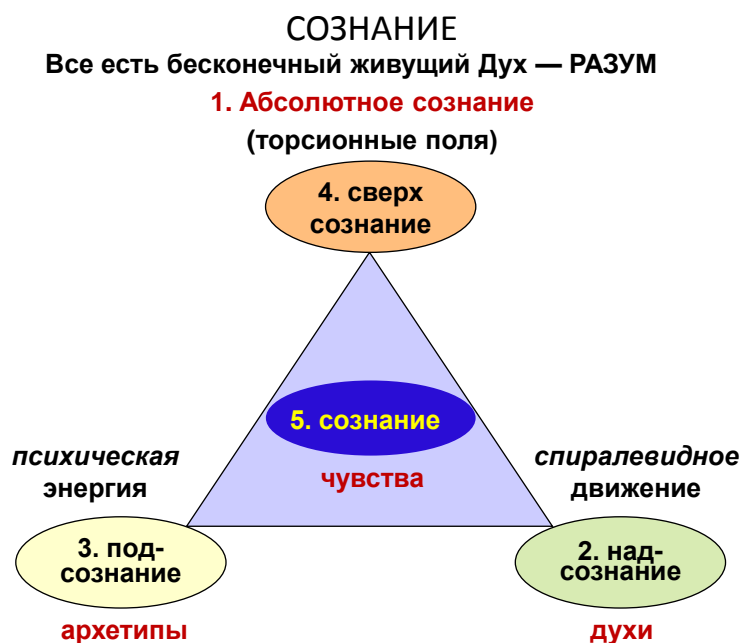 СОЗНАНИЕ
Все есть бесконечный живущий Дух — РАЗУМ
1. Абсолютное сознание
(торсионные поля)
4. сверх
сознание
5. сознание
чувства
психическая
энергия
спиралевидное
движение
3. под-
сознание
2. над-
сознание
архетипы
духи